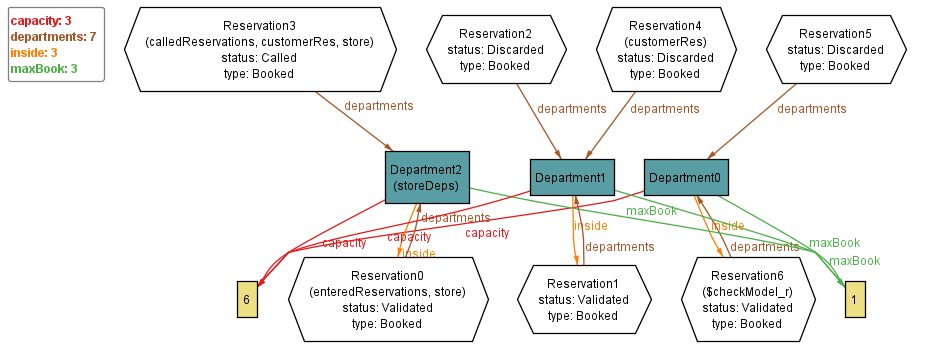 capacity: 3
departments: 7
inside: 3
maxBook: 3
Reservation3
(calledReservations, customerRes, store)
status: Called
type: Booked
Reservation2
status: Discarded
type: Booked
Reservation4
(customerRes)
status: Discarded
type: Booked
Reservation5
status: Discarded
type: Booked
departments
departments
departments
departments
Department2
(storeDeps)
Department1
Department0
departments
maxBook
inside
inside
capacity
capacity
capacity
inside
departments
departments
maxBook
maxBook
Reservation0
(enteredReservations, store)
status: Validated
type: Booked
Reservation1
status: Validated
type: Booked
Reservation6
($checkModel_r)
status: Validated
type: Booked
6
1